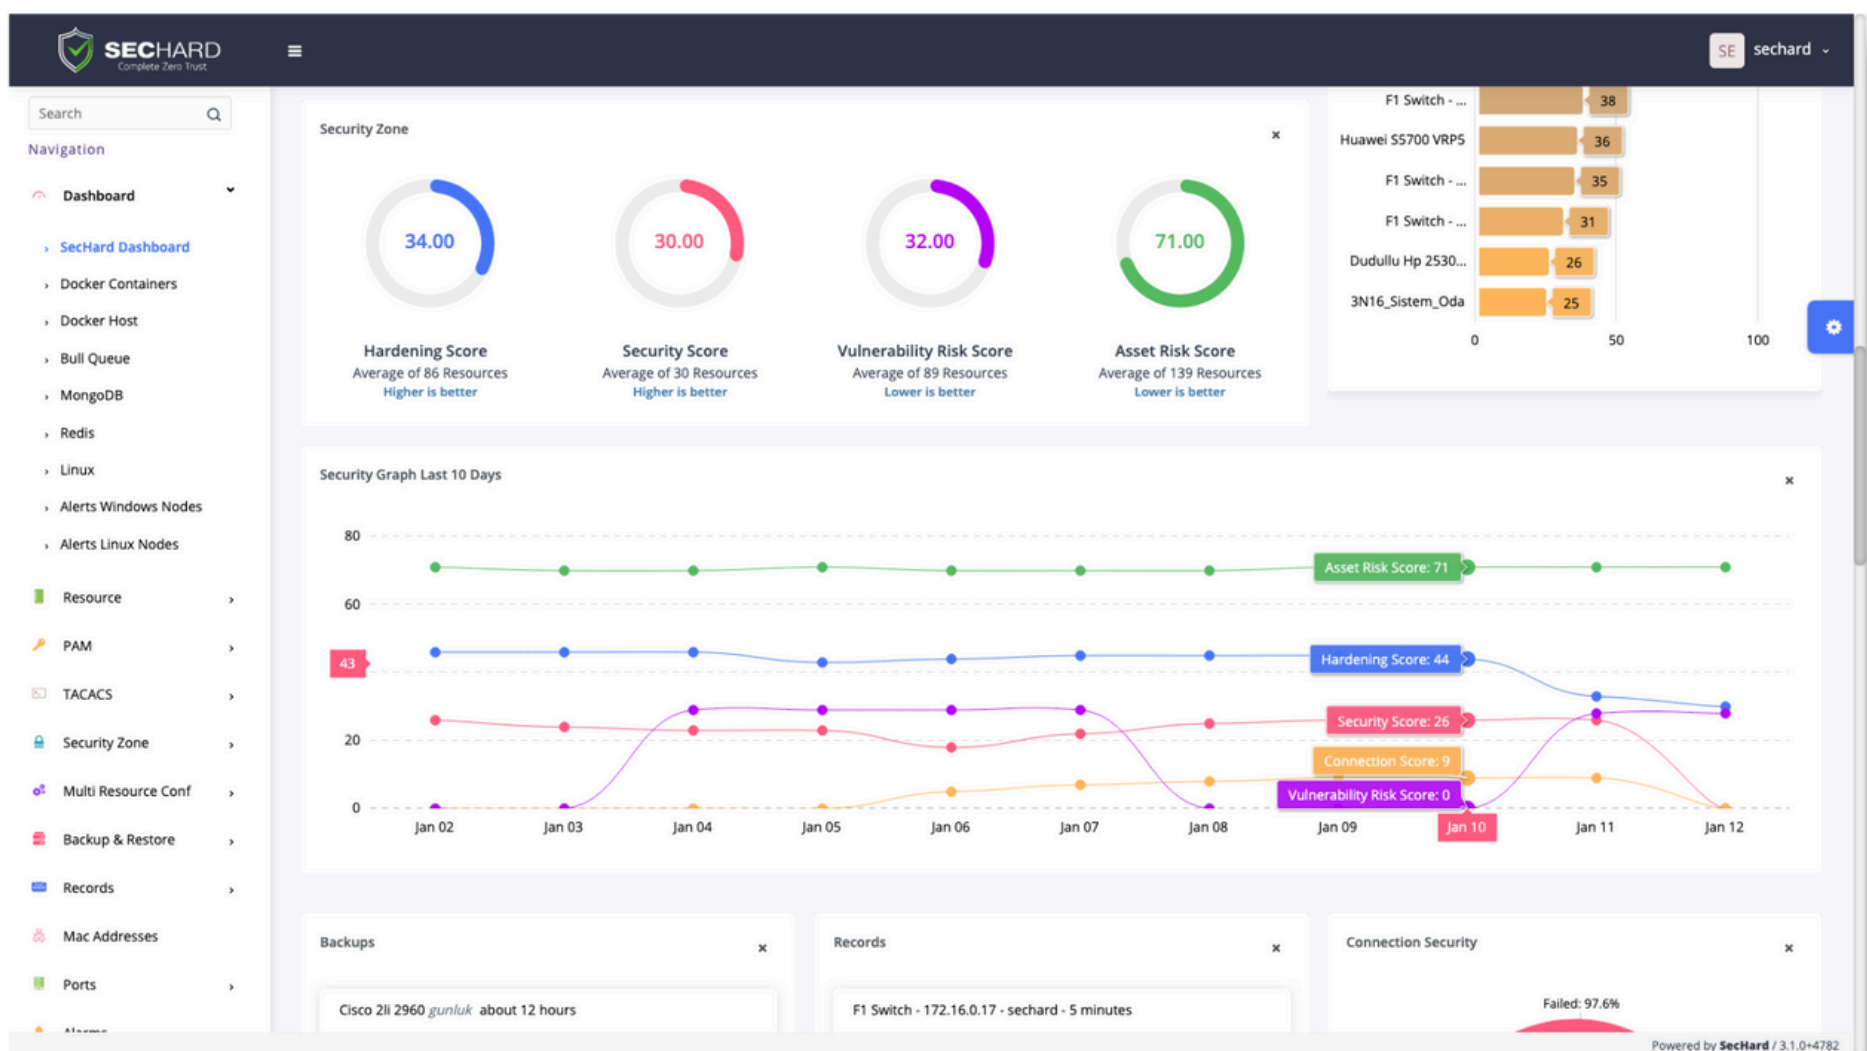 SECHARD
Complete Zero Trust
SE sechard
Search
Navigation
Dashboard
SecHard Dashboard
Docker Containers
Docker Host
Bull Queue
MongoDB
Redis
Linux
Alerts Windows Nodes
Alerts Linux Nodes
Resource
PAM
TACACS
Security Zone
Multi Resource Conf
Backup & Restore
Records
Mac Addresses
Ports
Alarms
Security Zone
34.00
Hardening Score
Average of 86 Resources
Higher is better
30.00
Security Score
Average of 30 Resources
Higher is better
32.00
Vulnerability Risk Score
Average of 89 Resources
Lower is better
71.00
Asset Risk Score
Average of 139 Resources
Lower is better
F1 Switch - ... 38
Huawei S5700 VRP5 36
F1 Switch - ... 35
F1 Switch - ... 31
Dudullu Hp 2530... 26
3N16_Sistem_Oda 25
0 50 100
Security Graph Last 10 Days
80
60
43
20
0
Asset Risk Score: 71
Hardening Score: 44
Security Score: 26
Connection Score: 9
Vulnerability Risk Score: 0
Jan 02 Jan 03 Jan 04 Jan 05 Jan 06 Jan 07 Jan 08 Jan 09 Jan 10 Jan 11 Jan 12
Backups
Cisco 2li 2960 gunluk about 12 hours
Records
F1 Switch - 172.16.0.17 - sechard - 5 minutes
Connection Security
Failed: 97.6%
Powered by SecHard / 3.1.0+4782